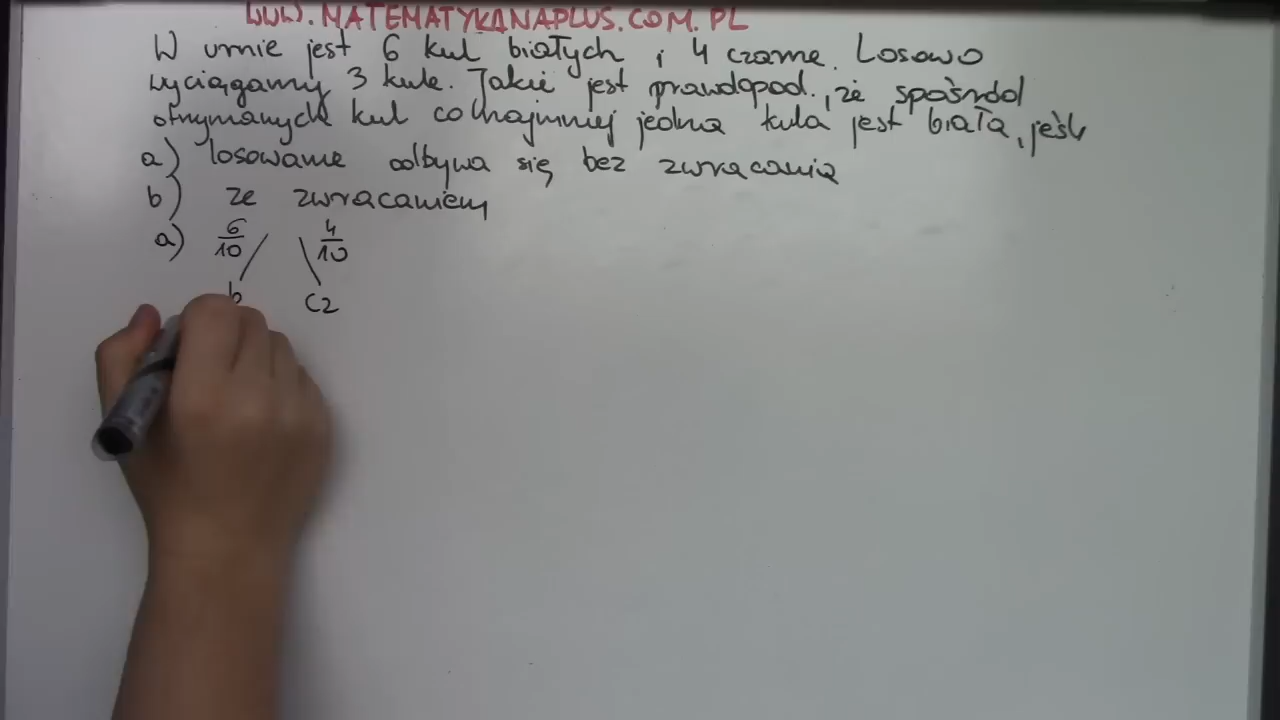 WWW.MATEMATYKANAPLUS.COM.PL
W urnie jest 6 kul białych i 4 czarne. Losowo
wyciągamy 3 kule. Jakie jest prawdopod., że spośród
otrzymanych kul co najmniej jedna kula jest biała, jeśli
a) losowanie odbywa się bez zwracania
b) ze zwracaniem
a) 6/10 4/10
b cz